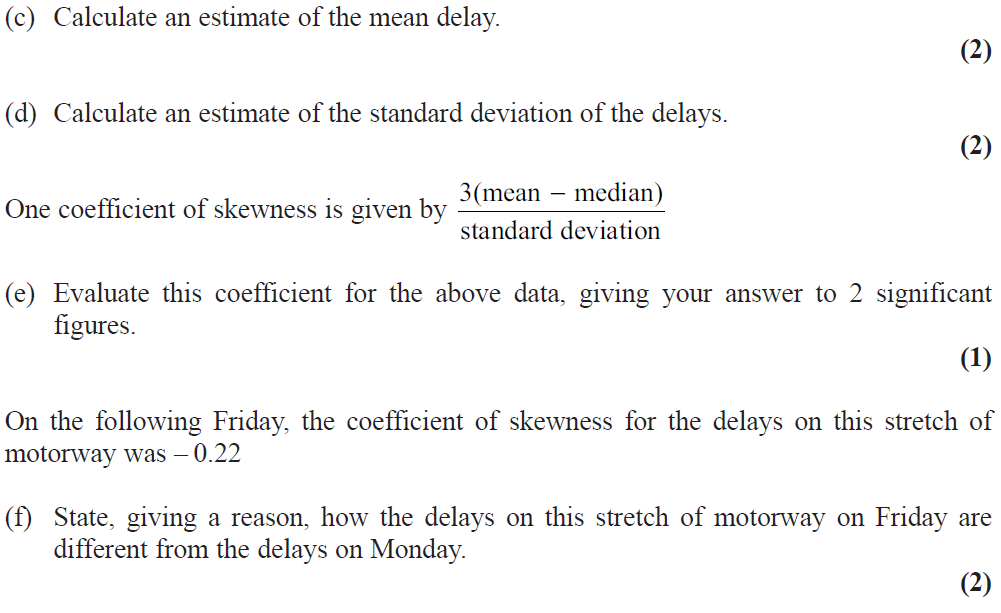 (c) Calculate an estimate of the mean delay.
(2)
(d) Calculate an estimate of the standard deviation of the delays.
(2)
One coefficient of skewness is given by 3(mean – median) / standard deviation
(e) Evaluate this coefficient for the above data, giving your answer to 2 significant
figures.
(1)
On the following Friday, the coefficient of skewness for the delays on this stretch of
motorway was – 0.22
(f) State, giving a reason, how the delays on this stretch of motorway on Friday are
different from the delays on Monday.
(2)